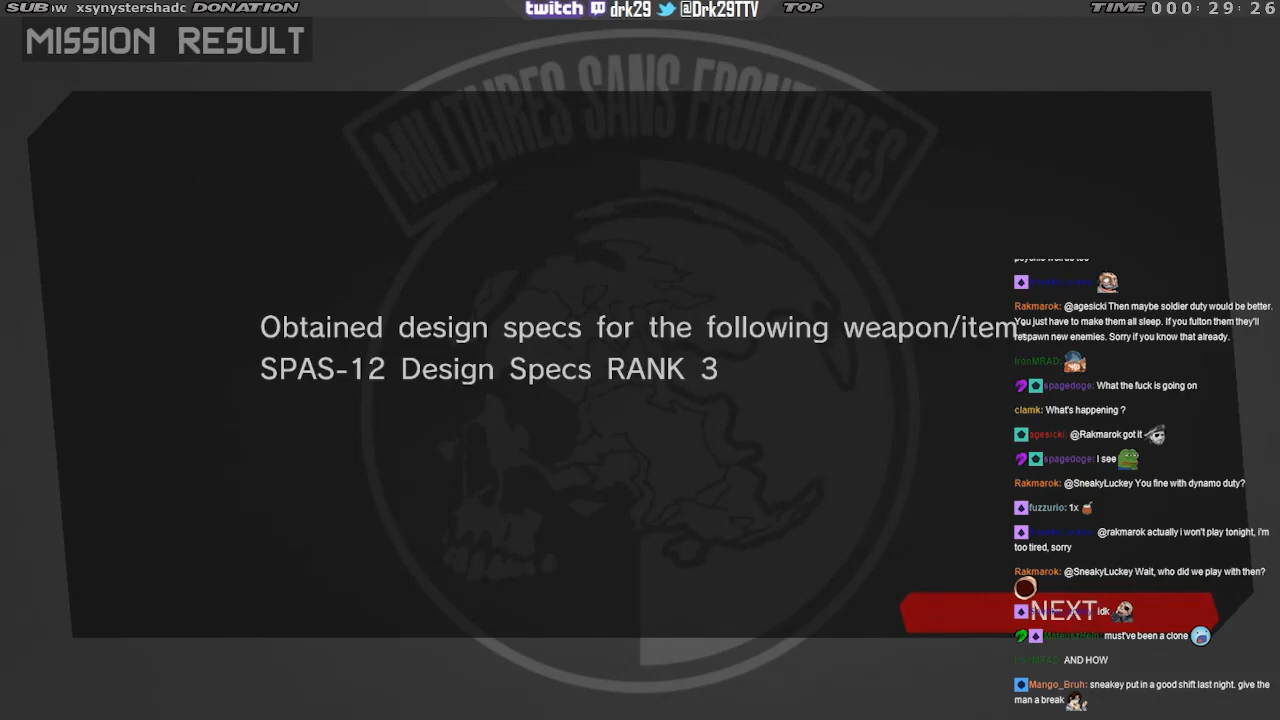 SUB xsynystershadc DONATION twitch drk29 @Drk29TTV TOP TIME 000:29:26
MISSION RESULT
MILITAIRES SANS FRONTIERES
Obtained design specs for the following weapon/item.
SPAS-12 Design Specs RANK 3
Rakmarok: @agesicki Then maybe soldier duty would be better.
You just have to make them all sleep. If you fulton them they'll
respawn new enemies. Sorry if you know that already.
IronMRAD:
spagedoge: What the fuck is going on
clamk: What's happening ?
agesicki: @Rakmarok got it
spagedoge: I see
Rakmarok: @SneakyLuckey You fine with dynamo duty?
fuzzurio: 1x
@rakmarok actually i won't play tonight, i'm
too tired, sorry
Rakmarok: @SneakyLuckey Wait, who did we play with then?
NEXT
Idk
MateuszBein: must've been a clone
IronMRAD: AND HOW
Mango_Bruh: sneakey put in a good shift last night. give the
man a break